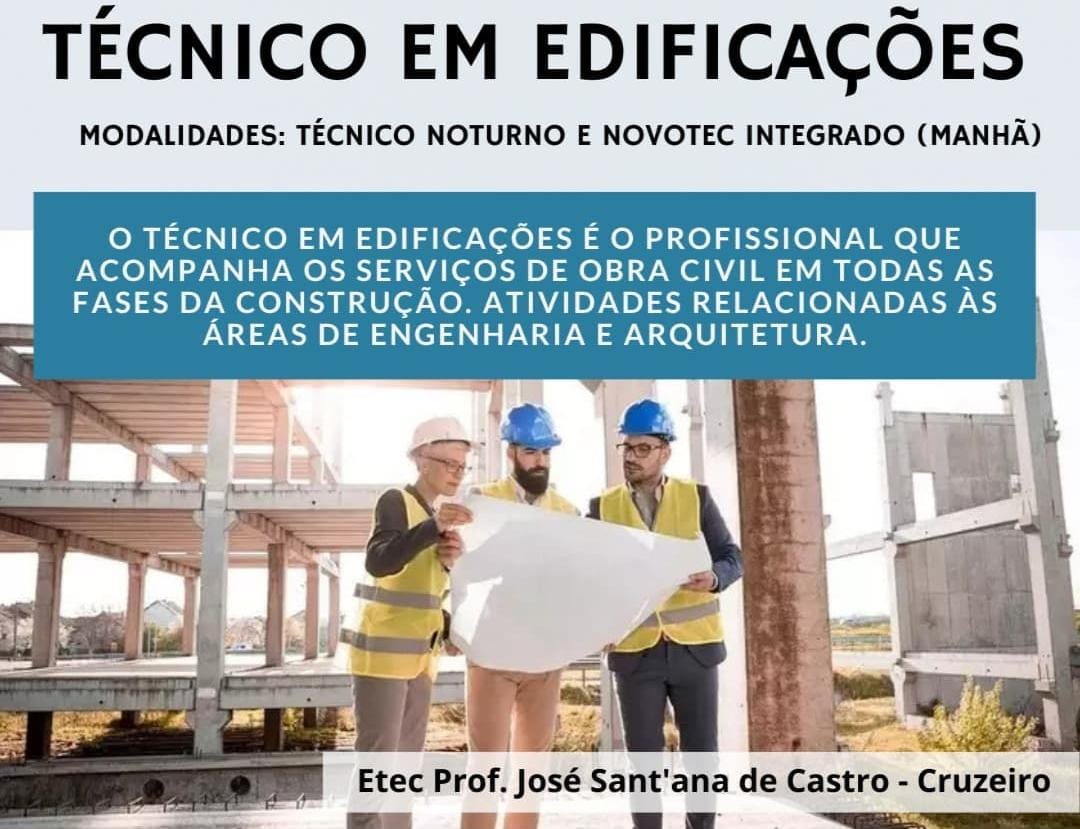 TÉCNICO EM EDIFICAÇÕES
MODALIDADES: TÉCNICO NOTURNO E NOVOTEC INTEGRADO (MANHÃ)
O TÉCNICO EM EDIFICAÇÕES É O PROFISSIONAL QUE
ACOMPANHA OS SERVIÇOS DE OBRA CIVIL EM TODAS AS
FASES DA CONSTRUÇÃO. ATIVIDADES RELACIONADAS ÀS
ÁREAS DE ENGENHARIA E ARQUITETURA.
Etec Prof. José Sant'ana de Castro - Cruzeiro